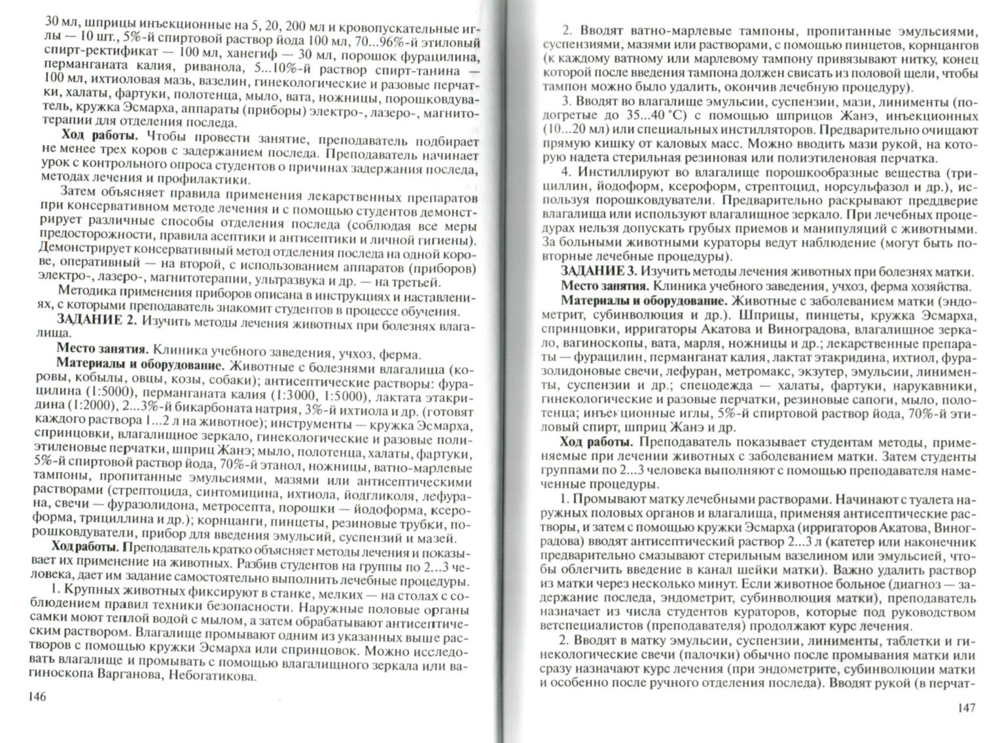 30 мл, шприцы инъекционные на 5, 20, 200 мл и кровопускательные иг-
лы — 10 шт., 5%-й спиртовой раствор йода 100 мл, 70...96%-й этиловый
спирт-ректификат — 100 мл, ханегиф — 30 мл, порошок фурацилина,
перманганата калия, риванола, 5...10%-й раствор спирт-танина —
100 мл, ихтиоловая мазь, вазелин, гинекологические и разовые перчат-
ки, халаты, фартуки, полотенца, мыло, вата, ножницы, порошковдува-
тель, кружка Эсмарха, аппараты (приборы) электро-, лазеро-, магнито-
терапии для отделения последа.
Ход работы. Чтобы провести занятие, преподаватель подбирает
не менее трех коров с задержанием последа. Преподаватель начинает
урок с контрольного опроса студентов о причинах задержания последа,
методах лечения и профилактики.
Затем объясняет правила применения лекарственных препаратов
при консервативном методе лечения и с помощью студентов демонст-
рирует различные способы отделения последа (соблюдая все меры
предосторожности, правила асептики и антисептики и личной гигиены).
Демонстрирует консервативный метод отделения последа на одной коро-
ве, оперативный — на второй, с использованием аппаратов (приборов)
электро-, лазеро-, магнитотерапии, ультразвука и др. — на третьей.
Методика применения приборов описана в инструкциях и наставлени-
ях, с которыми преподаватель знакомит студентов в процессе обучения.
ЗАДАНИЕ 2. Изучить методы лечения животных при болезнях влага-
лища.
Место занятия. Клиника учебного заведения, учхоз, ферма.
Материалы и оборудование. Животные с болезнями влагалища (ко-
ровы, кобылы, овцы, козы, собаки); антисептические растворы: фура-
цилина (1:5000), перманганата калия (1:3000, 1:5000), лактата этакри-
дина (1:2000), 2...3%-й бикарбоната натрия, 3%-й ихтиола и др. (готовят
каждого раствора 1...2 л на животное); инструменты — кружка Эсмарха,
спринцовки, влагалищное зеркало, гинекологические и разовые поли-
этиленовые перчатки, шприц Жанэ; мыло, полотенца, халаты, фартуки,
5%-й спиртовой раствор йода, 70%-й этанол, ножницы, ватно-марлевые
тампоны, пропитанные эмульсиями, мазями или антисептическими
растворами (стрептоцида, синтомицина, ихтиола, йодгликоля, лефура-
на, свечи — фуразолидона, метросепта, порошки — йодоформа, ксеро-
форма, трициллина и др.); корнцанги, пинцеты, резиновые трубки, по-
рошковдуватели, прибор для введения эмульсий, суспензий и мазей.
Ход работы. Преподаватель кратко объясняет методы лечения и показы-
вает их применение на животных. Разбив студентов на группы по 2...3 че-
ловека, дает им задание самостоятельно выполнить лечебные процедуры.
1. Крупных животных фиксируют в станке, мелких — на столах с со-
блюдением правил техники безопасности. Наружные половые органы
самки моют теплой водой с мылом, а затем обрабатывают антисептиче-
ским раствором. Влагалище промывают одним из указанных выше рас-
творов с помощью кружки Эсмарха или спринцовок. Можно исследо-
вать влагалище и промывать с помощью влагалищного зеркала или ва-
гиноскопа Варганова, Небогатикова.
146
2. Вводят ватно-марлевые тампоны, пропитанные эмульсиями,
суспензиями, мазями или растворами, с помощью пинцетов, корнцангов
(к каждому ватному или марлевому тампону привязывают нитку, конец
которой после введения тампона должен свисать из половой щели, чтобы
тампон можно было удалить, окончив лечебную процедуру).
3. Вводят во влагалище эмульсии, суспензии, мази, линименты (по-
догретые до 35...40 °С) с помощью шприцов Жанэ, инъекционных
(10...20 мл) или специальных инстилляторов. Предварительно очищают
прямую кишку от каловых масс. Можно вводить мази рукой, на кото-
рую надета стерильная резиновая или полиэтиленовая перчатка.
4. Инстиллируют во влагалище порошкообразные вещества (три-
циллин, йодоформ, ксероформ, стрептоцид, норсульфазол и др.), ис-
пользуя порошковдуватели. Предварительно раскрывают преддверие
влагалища или используют влагалищное зеркало. При лечебных проце-
дурах нельзя допускать грубых приемов и манипуляций с животными.
За больными животными кураторы ведут наблюдение (могут быть по-
вторные лечебные процедуры).
ЗАДАНИЕ 3. Изучить методы лечения животных при болезнях матки.
Место занятия. Клиника учебного заведения, учхоз, ферма хозяйства.
Материалы и оборудование. Животные с заболеванием матки (эндо-
метрит, субинволюция и др.). Шприцы, пинцеты, кружка Эсмарха,
спринцовки, ирригаторы Акатова и Виноградова, влагалищное зерка-
ло, вагиноскопы, вата, марля, ножницы и др.; лекарственные препара-
ты — фурацилин, перманганат калия, лактат этакридина, ихтиол, фура-
золидоновые свечи, лефуран, метромакс, экзутер, эмульсии, линимен-
ты, суспензии и др.; спецодежда — халаты, фартуки, нарукавники,
гинекологические и разовые перчатки, резиновые сапоги, мыло, поло-
тенца; инъекционные иглы, 5%-й спиртовой раствор йода, 70%-й эти-
ловый спирт, шприц Жанэ и др.
Ход работы. Преподаватель показывает студентам методы, приме-
няемые при лечении животных с заболеванием матки. Затем студенты
группами по 2...3 человека выполняют с помощью преподавателя наме-
ченные процедуры.
1. Промывают матку лечебными растворами. Начинают с туалета на-
ружных половых органов и влагалища, применяя антисептические рас-
творы, и затем с помощью кружки Эсмарха (ирригаторов Акатова, Виног-
радова) вводят антисептический раствор 2...3 л (катетер или наконечник
предварительно смазывают стерильным вазелином или эмульсией, что-
бы облегчить введение в канал шейки матки). Важно удалить раствор
из матки через несколько минут. Если животное больное (диагноз — за-
держание последа, эндометрит, субинволюция матки), преподаватель
назначает из числа студентов кураторов, которые под руководством
ветспециалистов (преподавателя) продолжают курс лечения.
2. Вводят в матку эмульсии, суспензии, линименты, таблетки и ги-
некологические свечи (палочки) обычно после промывания матки или
сразу назначают курс лечения (при эндометрите, субинволюции матки
и особенно после ручного отделения последа). Вводят рукой (в перчат-
147